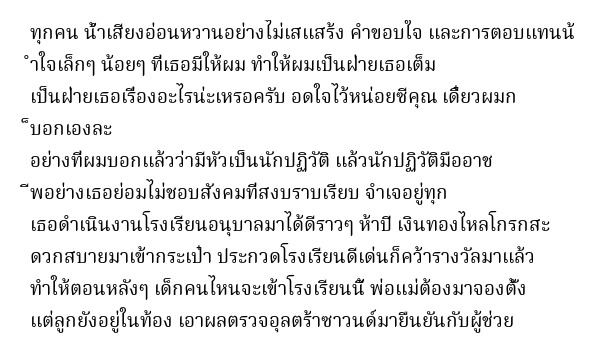 ทุกคน น้ำเสียงอ่อนหวานอย่างไม่เสแสร้ง คำขอบใจ และการตอบแทนน้
ำใจเล็กๆ น้อยๆ ที่เธอมีให้ผม ทำให้ผมเป็นฝ่ายเธอเต็ม
เป็นฝ่ายเธอเรื่องอะไรน่ะเหรอครับ อดใจไว้หน่อยซีคุณ เดี๋ยวผมก
็บอกเองละ
อย่างที่ผมบอกแล้วว่ามีหัวเป็นนักปฏิวัติ แล้วนักปฏิวัติมืออาช
ีพอย่างเธอย่อมไม่ชอบสังคมที่สงบราบเรียบ จำเจอยู่ทุก
เธอดำเนินงานโรงเรียนอนุบาลมาได้ดีราวๆ ห้าปี เงินทองไหลโกรกสะ
ดวกสบายมาเข้ากระเป๋า ประกวดโรงเรียนดีเด่นก็คว้ารางวัลมาแล้ว
ทำให้ตอนหลังๆ เด็กคนไหนจะเข้าโรงเรียนนี้ พ่อแม่ต้องมาจองตั้ง
แต่ลูกยังอยู่ในท้อง เอาผลตรวจอุลตร้าซาวนด์มายืนยันกับผู้ช่วย